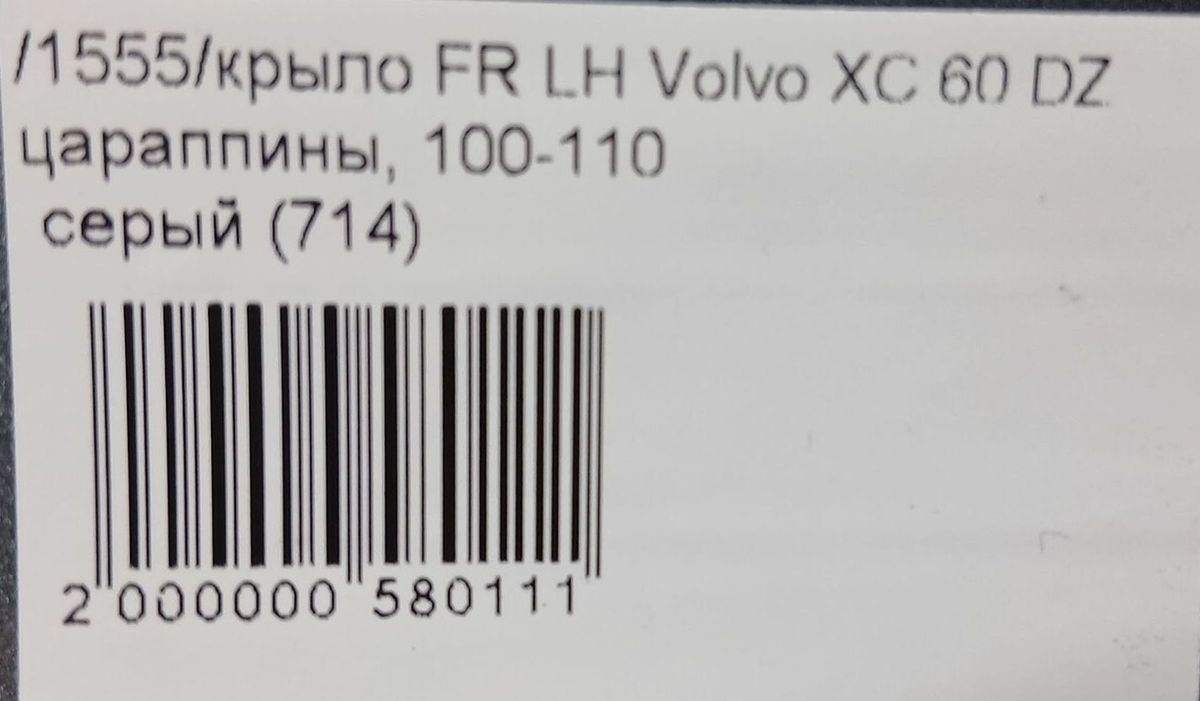 /1555/крыло FR LH Volvo XC 60 DZ
цараппины, 100-110
серый (714)
2 000000 580111